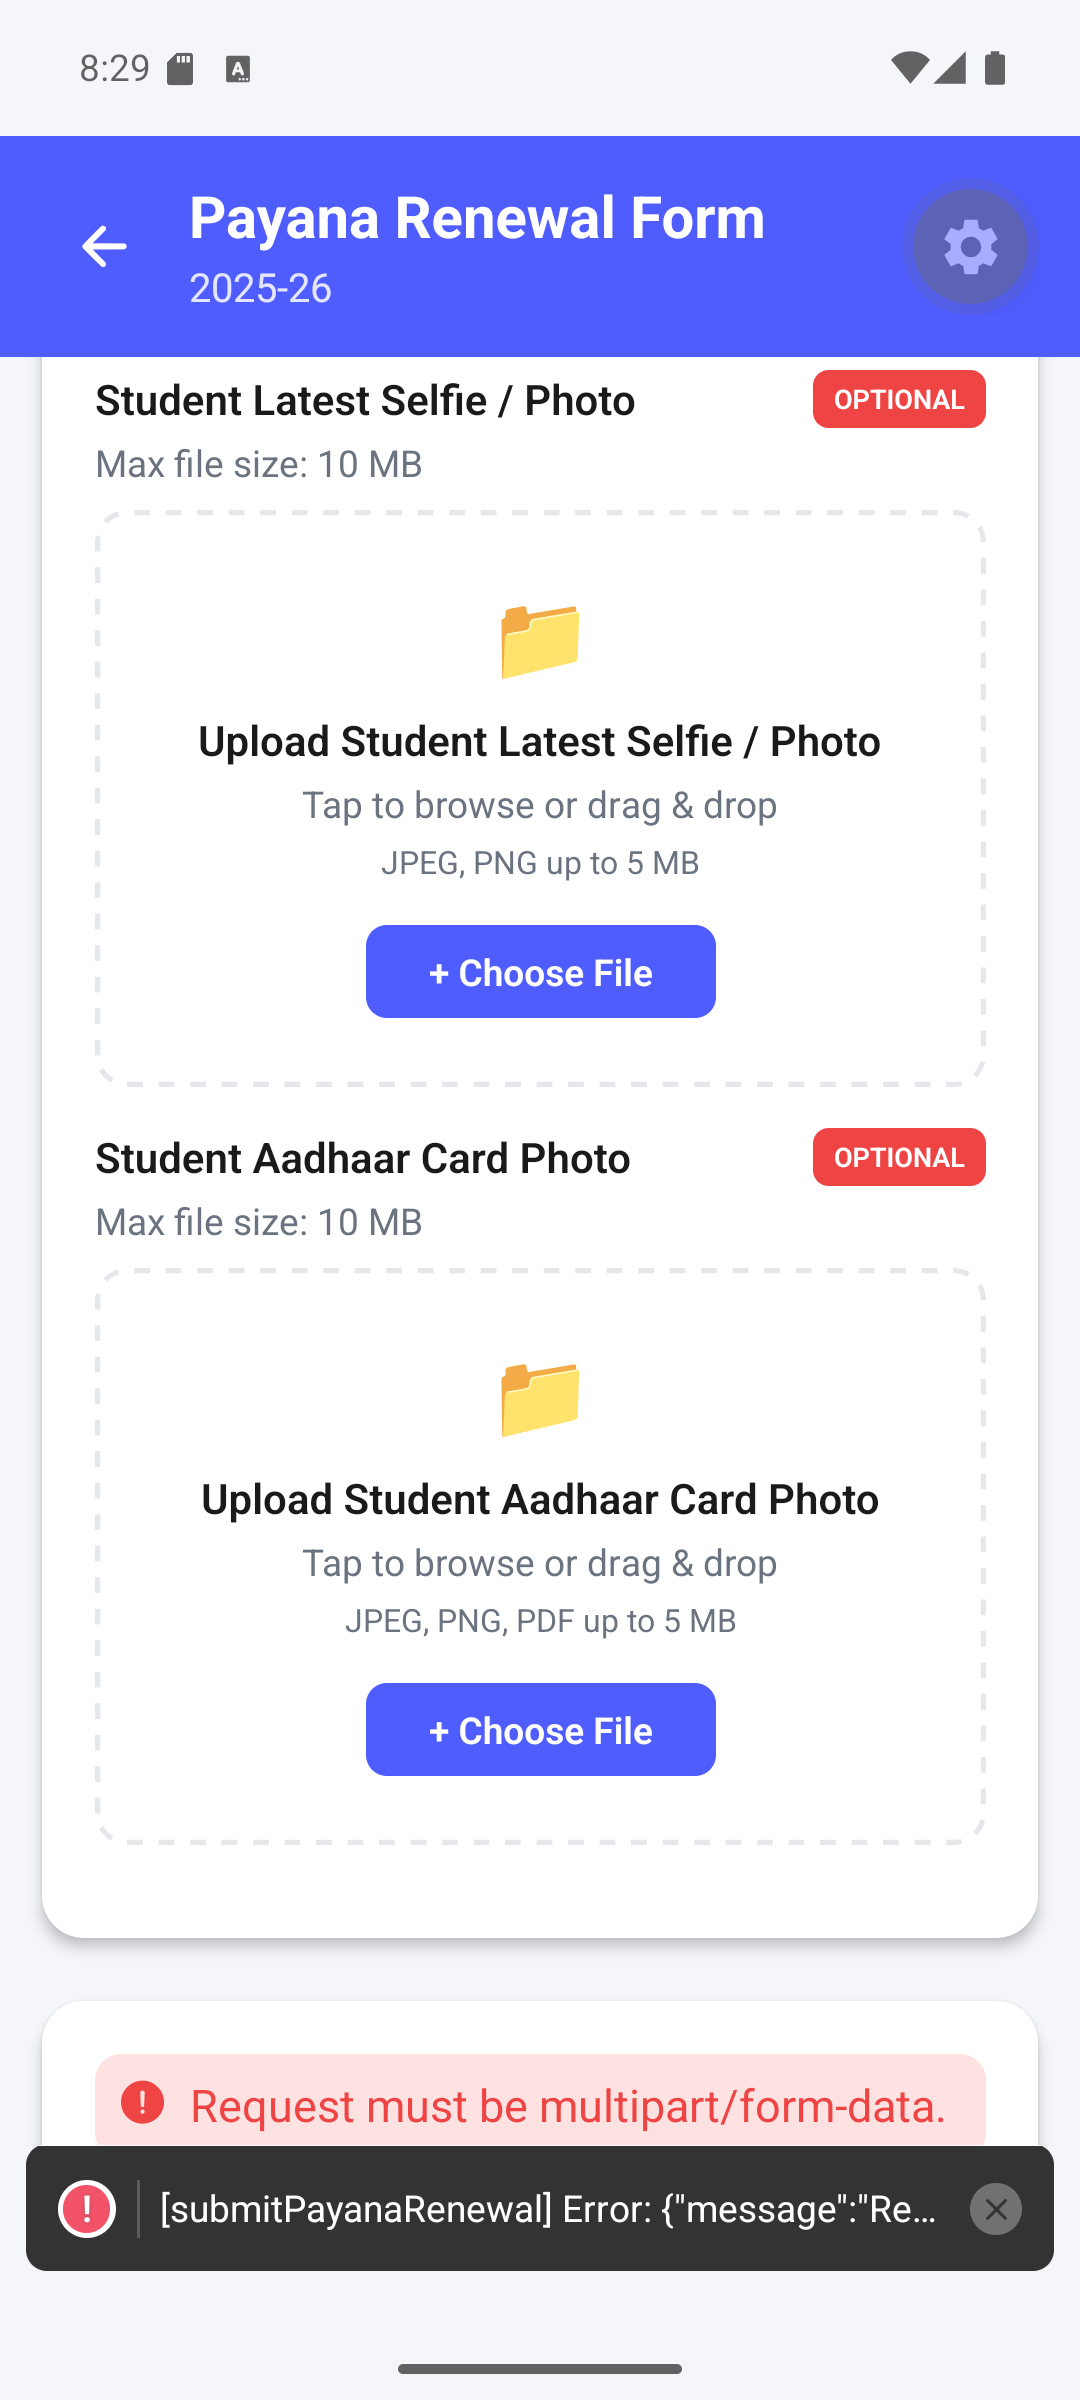 8:29
Payana Renewal Form
2025-26
Student Latest Selfie / Photo
OPTIONAL
Max file size: 10 MB
Upload Student Latest Selfie / Photo
Tap to browse or drag & drop
JPEG, PNG up to 5 MB
+ Choose File
Student Aadhaar Card Photo
OPTIONAL
Max file size: 10 MB
Upload Student Aadhaar Card Photo
Tap to browse or drag & drop
JPEG, PNG, PDF up to 5 MB
+ Choose File
Request must be multipart/form-data.
[submitPayanaRenewal] Error: {"message":"Re...